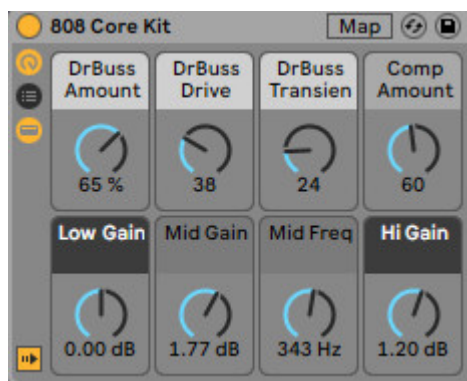 808 Core Kit
Map
DrBuss Amount
DrBuss Drive
DrBuss Transien
Comp Amount
65 %
38
24
60
Low Gain
Mid Gain
Mid Freq
Hi Gain
0.00 dB
1.77 dB
343 Hz
1.20 dB